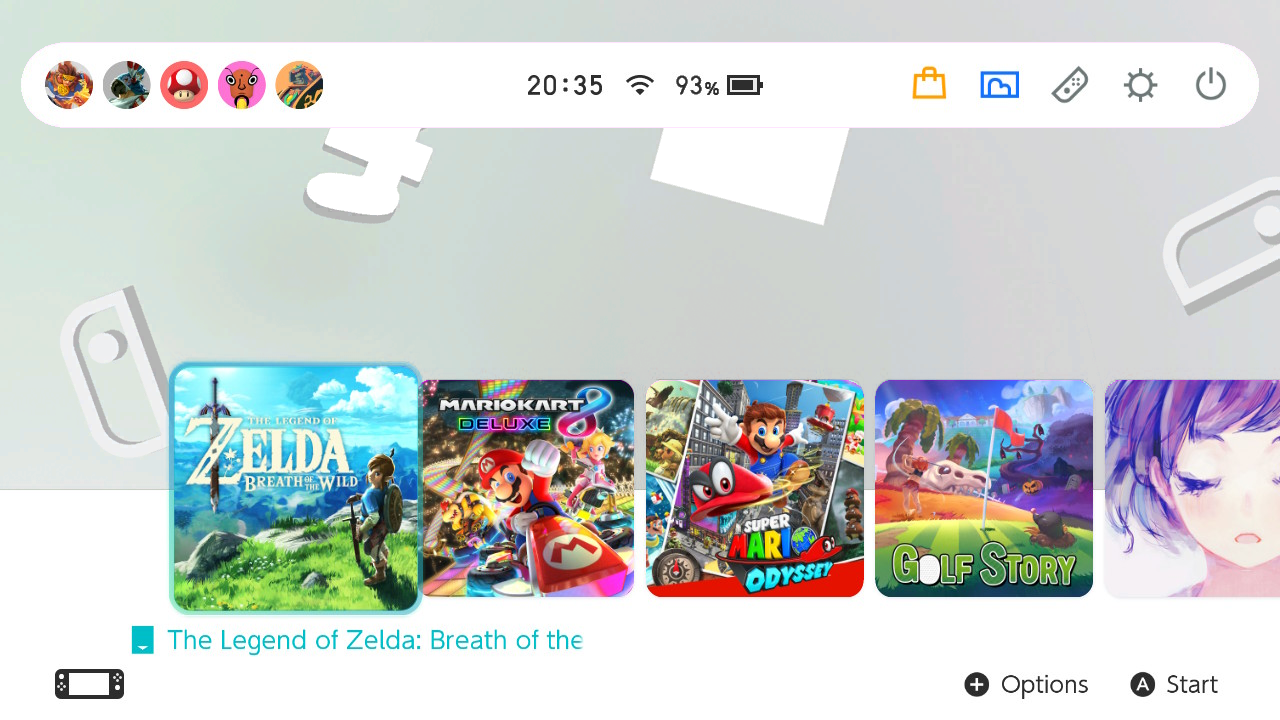 20:35 93%
THE LEGEND OF
ZELDA
BREATH OF THE WILD
MARIOKART 8
DELUXE
SUPER
MARIO
ODYSSEY
GOLF STORY
The Legend of Zelda: Breath of the
+ Options A Start